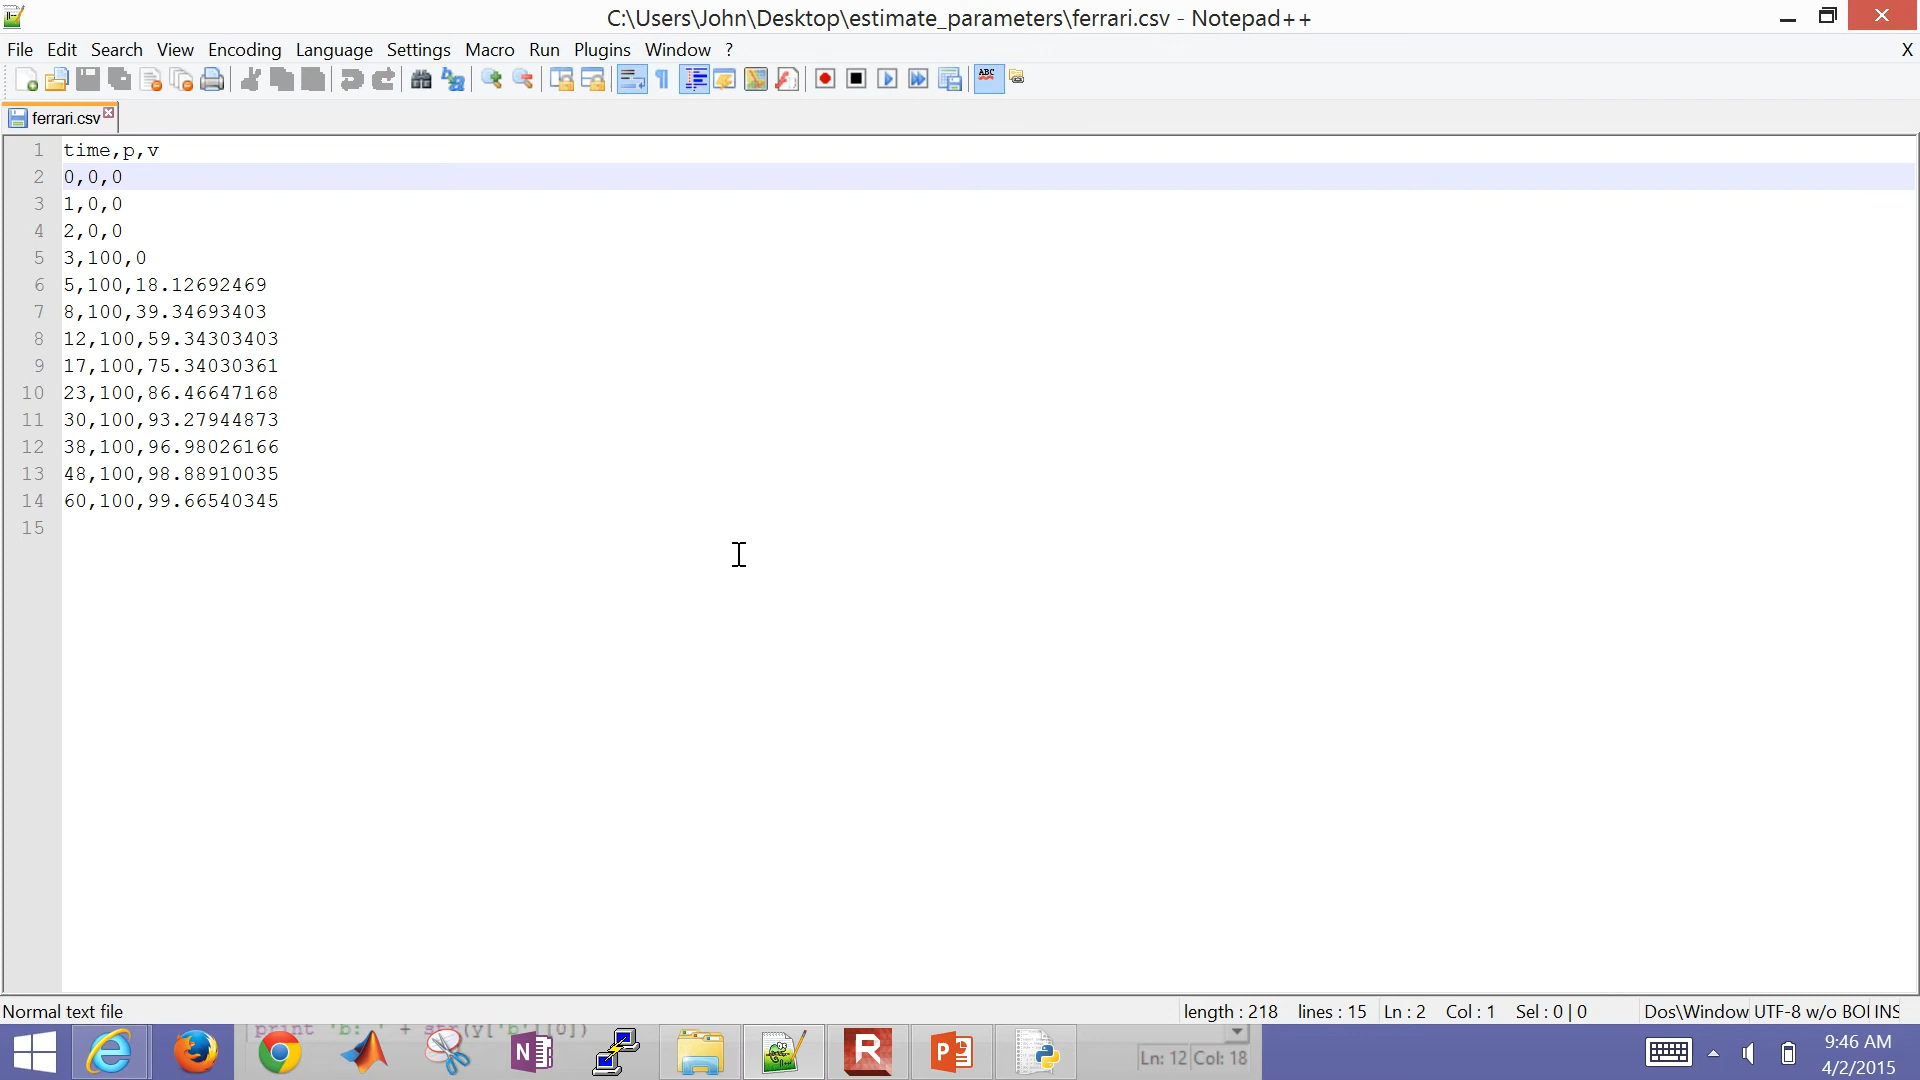 C:\Users\John\Desktop\estimate_parameters\ferrari.csv - Notepad++
File Edit Search View Encoding Language Settings Macro Run Plugins Window ? X
ABC
ferrari.csv
1 time,p,v
2 0,0,0
3 1,0,0
4 2,0,0
5 3,100,0
6 5,100,18.12692469
7 8,100,39.34693403
8 12,100,59.34303403
9 17,100,75.34030361
10 23,100,86.46647168
11 30,100,93.27944873
12 38,100,96.98026166
13 48,100,98.88910035
14 60,100,99.66540345
15
Normal text file length : 218 lines : 15 Ln : 2 Col : 1 Sel : 0 | 0 Dos\Window UTF-8 w/o BOI INS
print 'b: ' + str(y['b'][0])
N R P Ln: 12 Col: 18
9:46 AM
4/2/2015